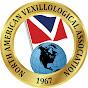 NORTH AMERICAN VEXILLOLOGICAL ASSOCIATION
1967